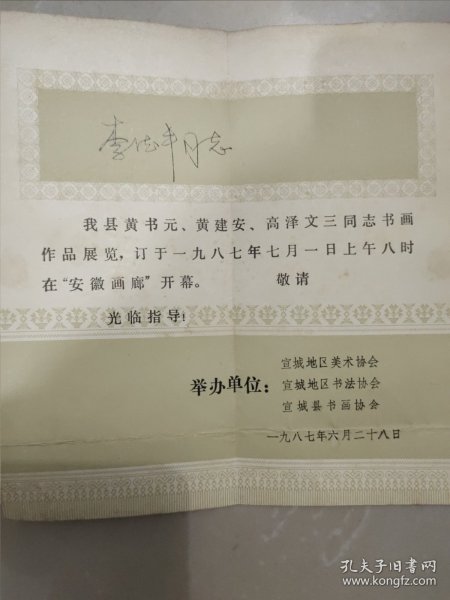 同志
我县黄书元、黄建安、高泽文三同志书画
作品展览，订于一九八七年七月一日上午八时
在“安徽画廊”开幕。 敬请
光临指导！
举办单位：
宣城地区美术协会
宣城地区书法协会
宣城县书画协会
一九八七年六月二十八日
孔夫子旧书网
www.kongfz.com